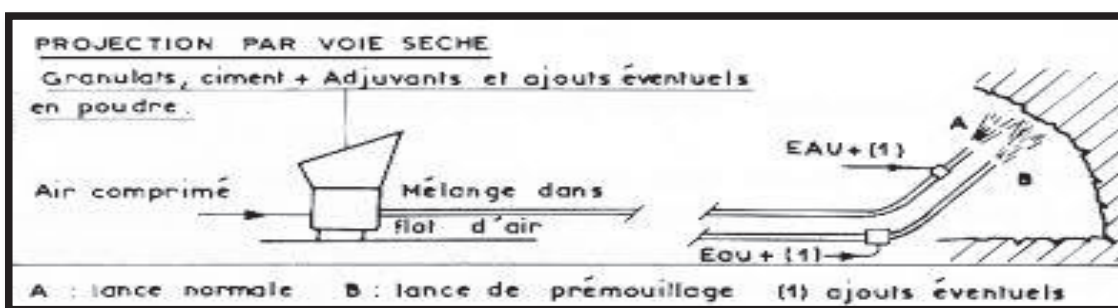 PROJECTION PAR VOIE SECHE
Granulats, ciment + Adjuvants et ajouts éventuels
en poudre.
Air comprimé
Mélange dans
flot d'air
EAU + (1)
A
B
Eau + (1)
A : lance normale B : lance de prémouillage (1) ajouts éventuels